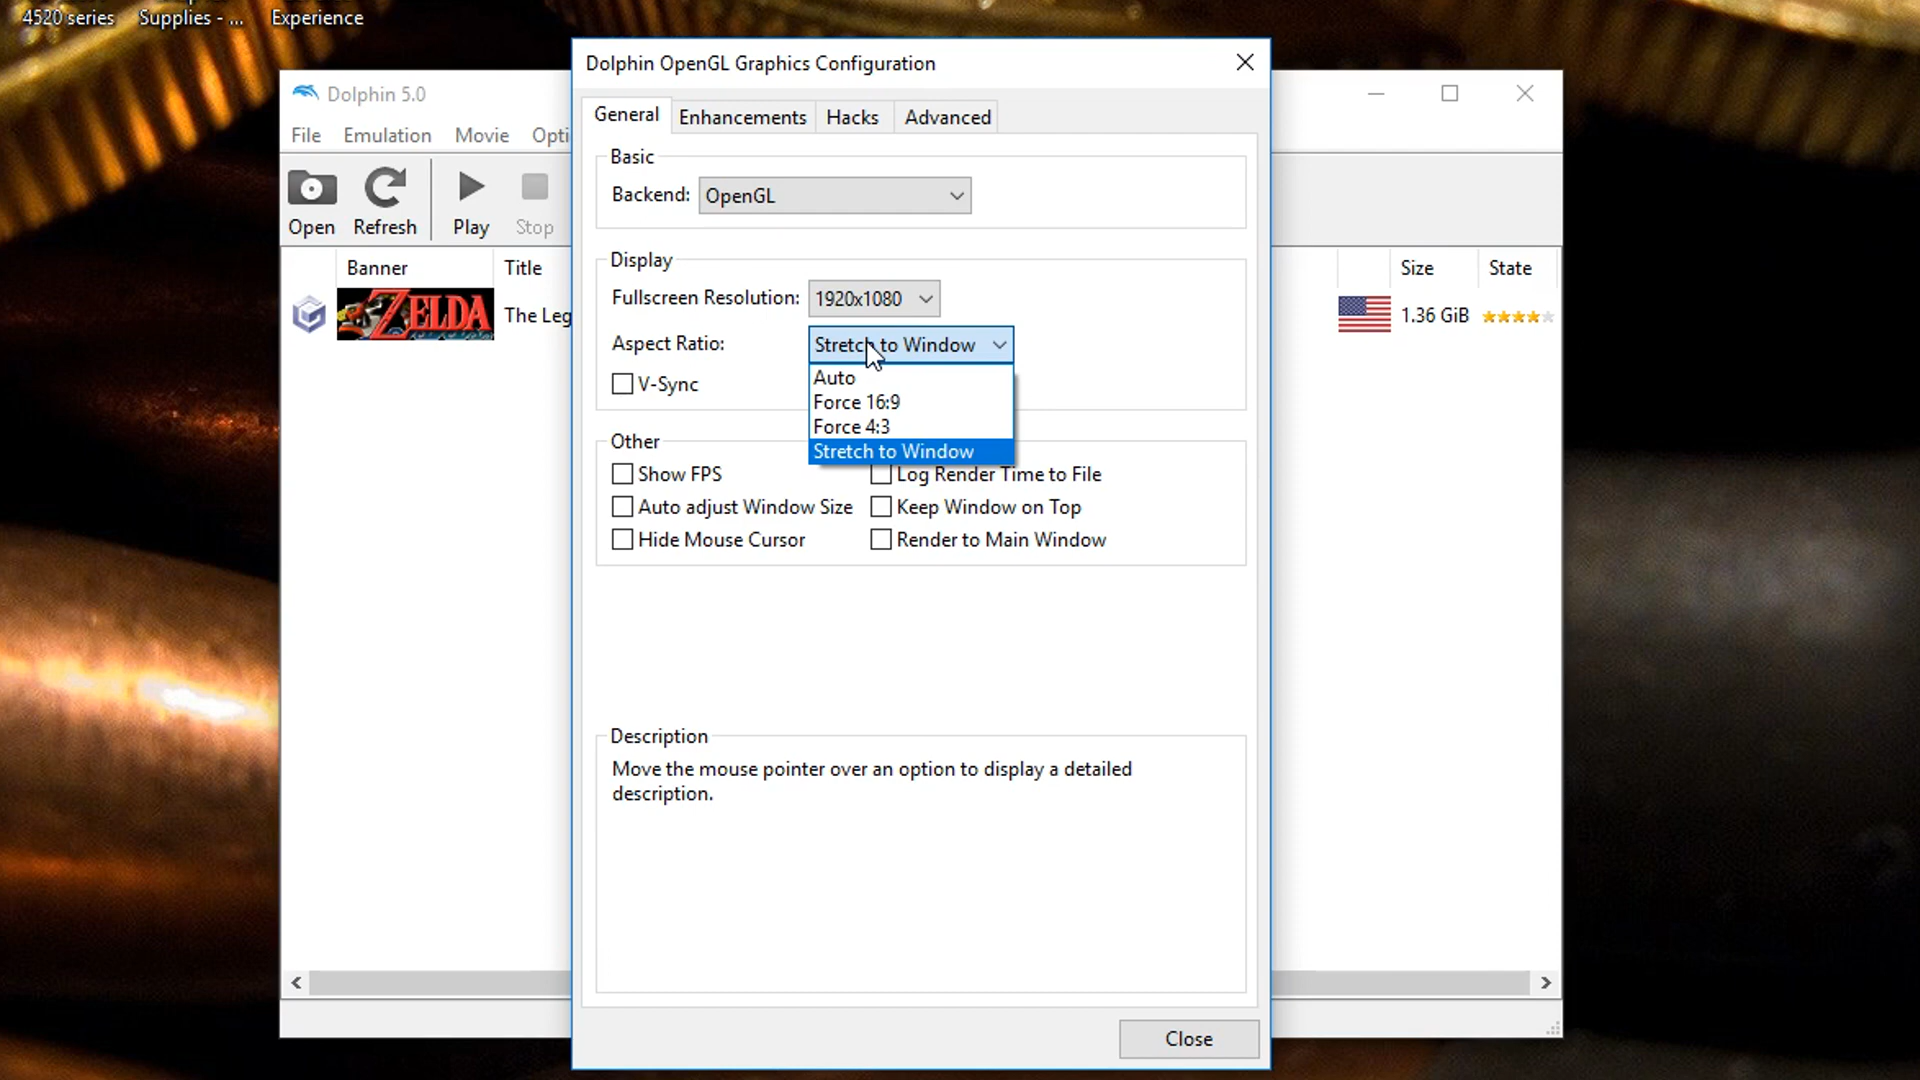 4520 series Supplies - ... Experience
Dolphin OpenGL Graphics Configuration
Dolphin 5.0
File Emulation Movie Opti
General Enhancements Hacks Advanced
Open Refresh Play Stop
Basic
Backend: OpenGL
Banner Title Size State
ZELDA The Leg 1.36 GiB
Display
Fullscreen Resolution: 1920x1080
Aspect Ratio: Stretch to Window
Auto
Force 16:9
Force 4:3
Stretch to Window
V-Sync
Other
Show FPS Log Render Time to File
Auto adjust Window Size Keep Window on Top
Hide Mouse Cursor Render to Main Window
Description
Move the mouse pointer over an option to display a detailed
description.
Close